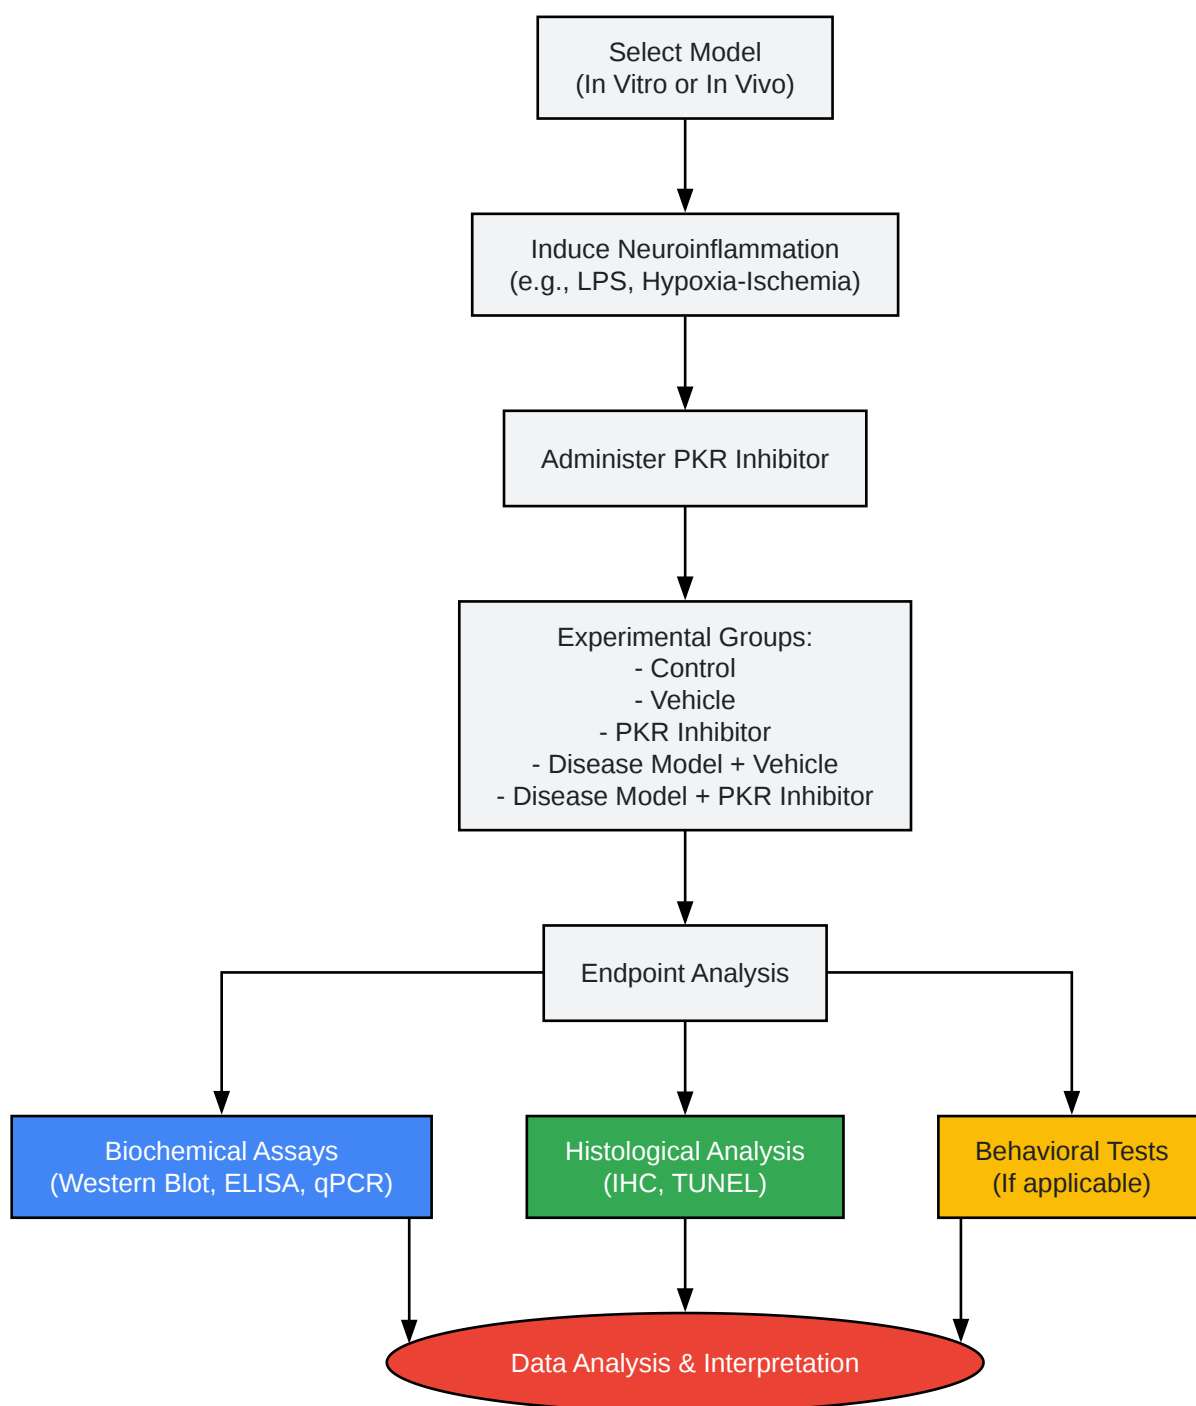 Select Model
(In Vitro or In Vivo)
Induce Neuroinflammation
(e.g., LPS, Hypoxia-Ischemia)
Administer PKR Inhibitor
Experimental Groups:
- Control
- Vehicle
- PKR Inhibitor
- Disease Model + Vehicle
- Disease Model + PKR Inhibitor
Endpoint Analysis
Biochemical Assays
(Western Blot, ELISA, qPCR)
Histological Analysis
(IHC, TUNEL)
Behavioral Tests
(If applicable)
Data Analysis & Interpretation